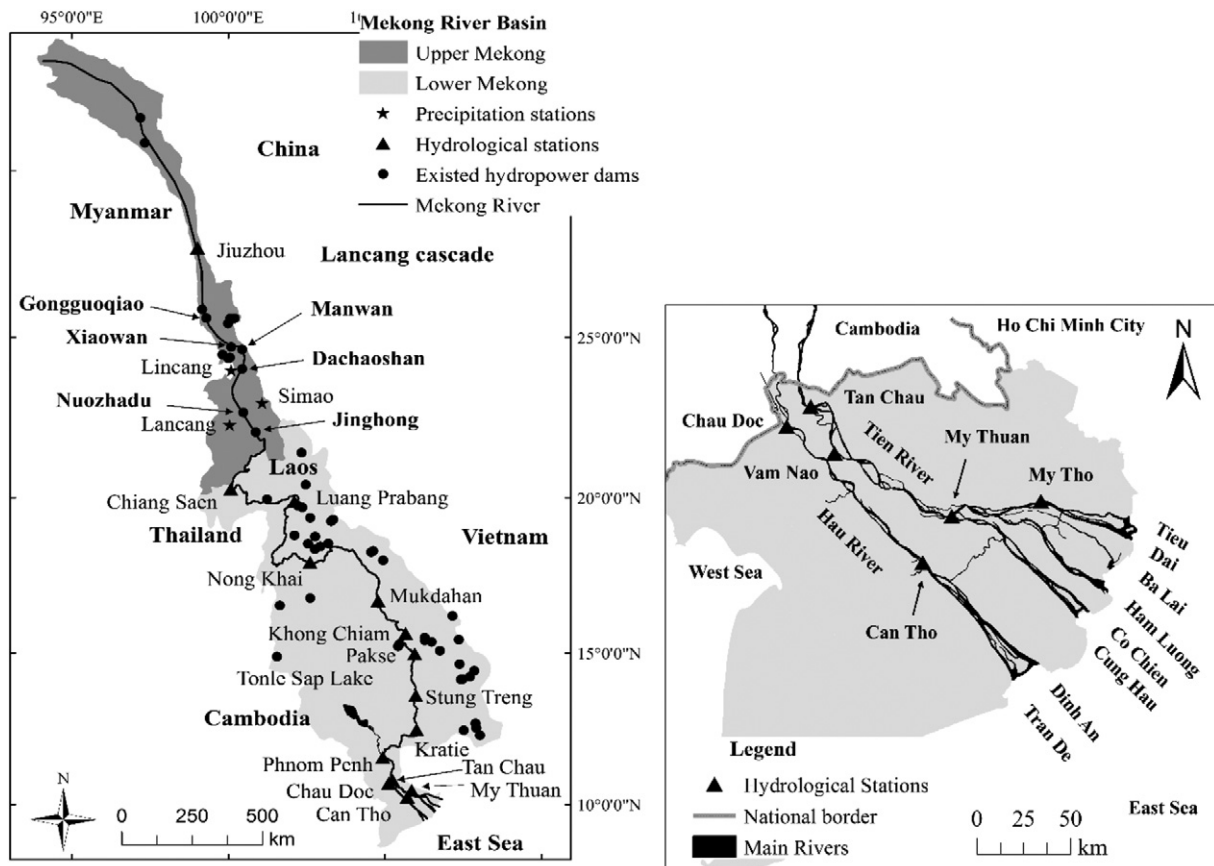 95°0'0"E
100°0'0"E
Mekong River Basin
Upper Mekong
Lower Mekong
Precipitation stations
Hydrological stations
Existed hydropower dams
Mekong River
China
Myanmar
Jiuzhou
Lancang cascade
Gongguoqiao
Manwan
Xiaowan
25°0'0"N
Dachaoshan
Lincang
Simao
Nuozhadu
Lancang
Jinghong
Laos
Chiang Saen
Luang Prabang
20°0'0"N
Thailand
Vietnam
Nong Khai
Mukdahan
Khong Chiam
Pakse
15°0'0"N
Tonle Sap Lake
Stung Treng
Cambodia
Kratie
Phnom Penh
Tan Chau
Chau Doc
My Thuan
Can Tho
10°0'0"N
N
0 250 500
km
East Sea
Cambodia
Ho Chi Minh City
N
Tan Chau
Chau Doc
My Thuan
Tien River
Vam Nao
My Tho
Hau River
West Sea
Can Tho
Tieu
Dai
Ba Lai
Ham Luong
Co Chien
Cung Hau
Dinh An
Tran De
Legend
Hydrological Stations
National border
Main Rivers
East Sea
0 25 50
km